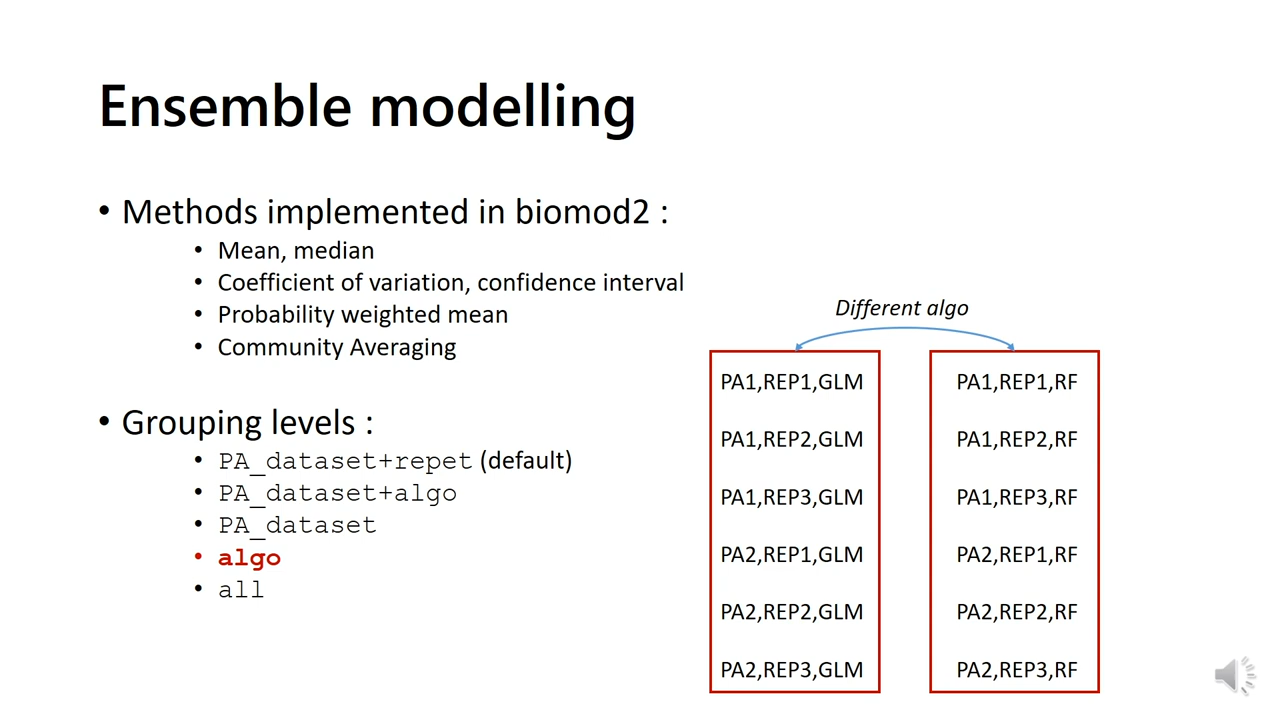 Ensemble modelling
• Methods implemented in biomod2 :
• Mean, median
• Coefficient of variation, confidence interval
• Probability weighted mean
• Community Averaging
• Grouping levels :
• PA_dataset+repet (default)
• PA_dataset+algo
• PA_dataset
• algo
• all
Different algo
PA1,REP1,GLM
PA1,REP2,GLM
PA1,REP3,GLM
PA2,REP1,GLM
PA2,REP2,GLM
PA2,REP3,GLM
PA1,REP1,RF
PA1,REP2,RF
PA1,REP3,RF
PA2,REP1,RF
PA2,REP2,RF
PA2,REP3,RF